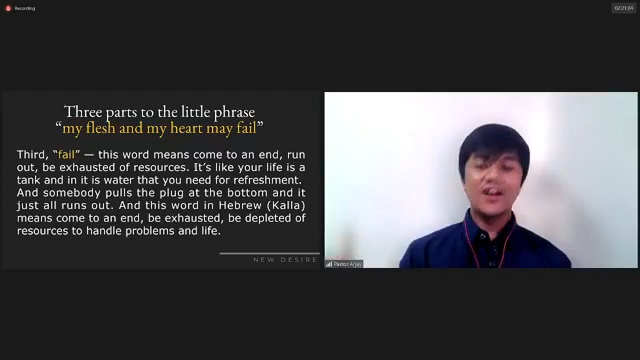 Recording
02:21:04
Three parts to the little phrase
“my flesh and my heart may fail”
Third, “fail” — this word means come to an end, run
out, be exhausted of resources. It’s like your life is a
tank and in it is water that you need for refreshment.
And somebody pulls the plug at the bottom and it
just all runs out. And this word in Hebrew (Kalla)
means come to an end, be exhausted, be depleted of
resources to handle problems and life.
NEW DESIRE
Pastor Arjay